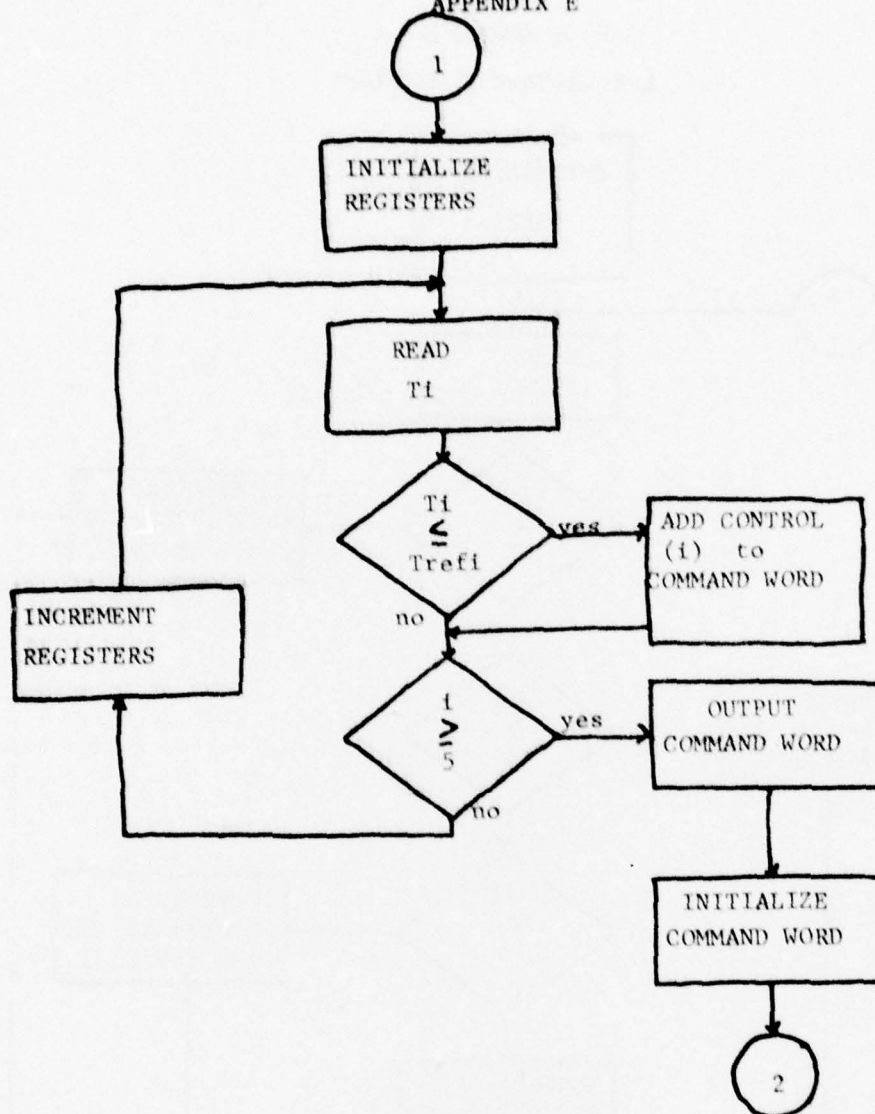 APPENDIX E
1
INITIALIZE
REGISTERS
READ
Ti
Ti
≤
Trefi
yes
ADD CONTROL
(i) to
COMMAND WORD
no
INCREMENT
REGISTERS
i
≥
5
yes
OUTPUT
COMMAND WORD
no
INITIALIZE
COMMAND WORD
2